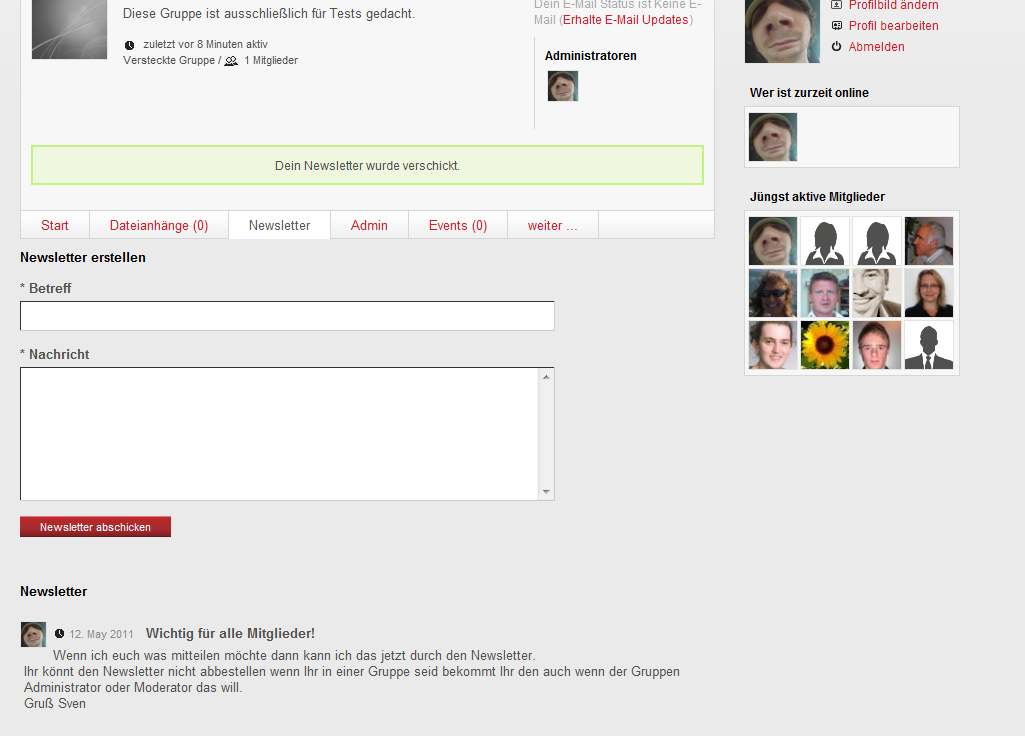 Diese Gruppe ist ausschließlich für Tests gedacht.
zuletzt vor 8 Minuten aktiv
Versteckte Gruppe / 1 Mitglieder
Dein E-Mail Status ist Keine E-
Mail (Erhalte E-Mail Updates)
Administratoren
Dein Newsletter wurde verschickt.
Start Dateianhänge (0) Newsletter Admin Events (0) weiter ...
Newsletter erstellen
* Betreff
* Nachricht
Newsletter abschicken
Newsletter
12. May 2011 Wichtig für alle Mitglieder!
Wenn ich euch was mitteilen möchte dann kann ich das jetzt durch den Newsletter.
Ihr könnt den Newsletter nicht abbestellen wenn Ihr in einer Gruppe seid bekommt Ihr den auch wenn der Gruppen
Administrator oder Moderator das will.
Gruß Sven
Profilbild ändern
Profil bearbeiten
Abmelden
Wer ist zurzeit online
Jüngst aktive Mitglieder